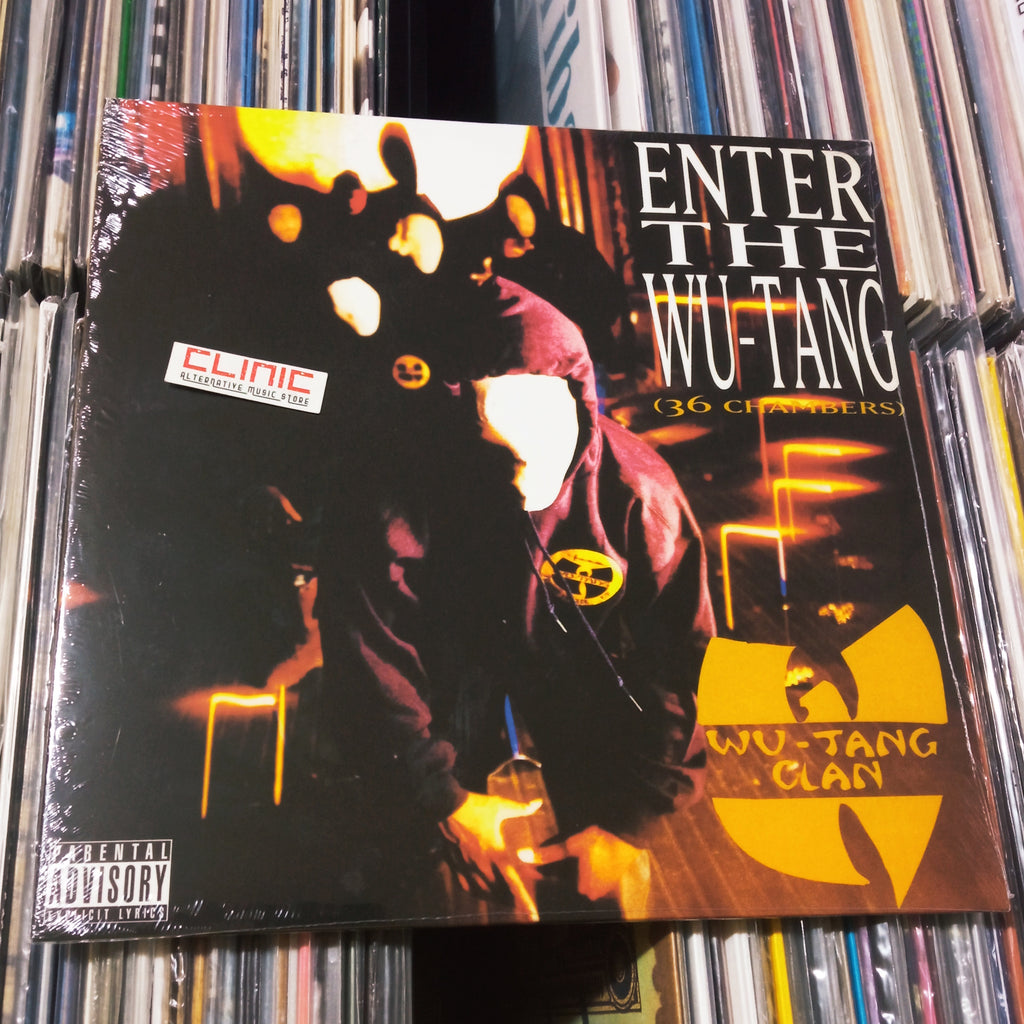 ENTER
THE
WU-TANG
(36 CHAMBERS)
CLINIC
ALTERNATIVE MUSIC STORE
WU-TANG
CLAN
PARENTAL
ADVISORY
EXPLICIT LYRICS